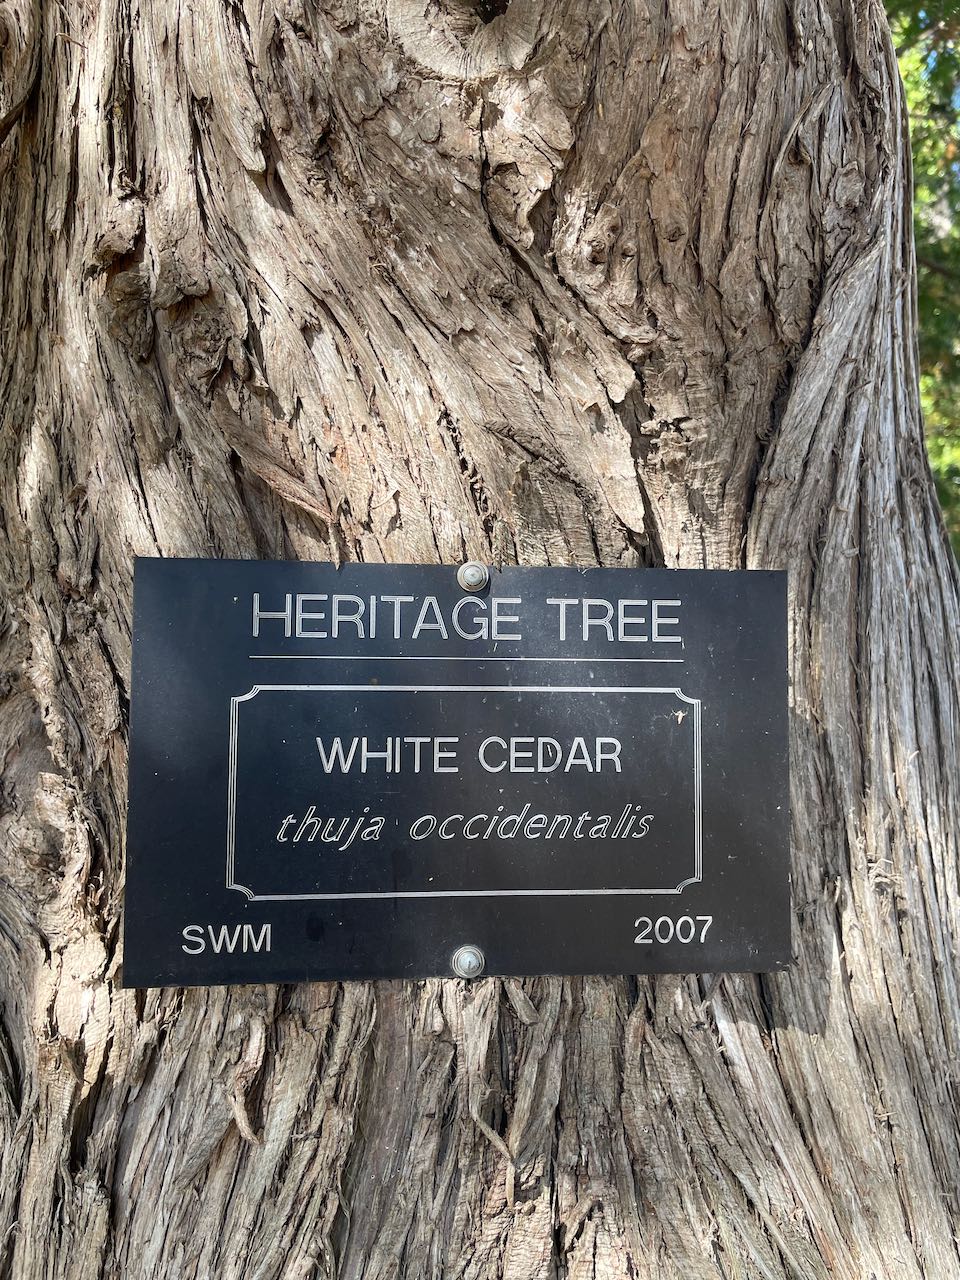 HERITAGE TREE
WHITE CEDAR
thuja occidentalis
SWM
2007